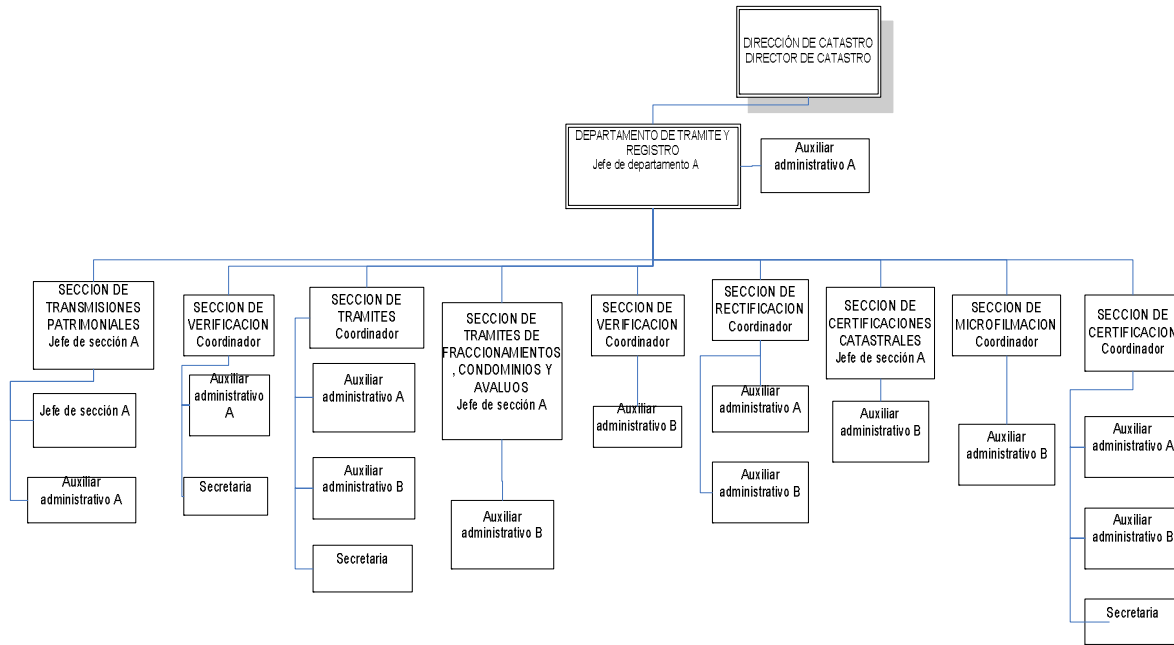 DIRECCIÓN DE CATASTRO
DIRECTOR DE CATASTRO
DEPARTAMENTO DE TRAMITE Y
REGISTRO
Jefe de departamento A
Auxiliar
administrativo A
SECCION DE
TRANSMISIONES
PATRIMONIALES
Jefe de sección A
Jefe de sección A
Auxiliar
administrativo A
SECCION DE
VERIFICACION
Coordinador
Auxiliar
administrativo
A
Secretaria
SECCION DE
TRAMITES
Coordinador
Auxiliar
administrativo A
Auxiliar
administrativo B
Secretaria
SECCION DE
TRAMITES DE
FRACCIONAMIENTOS
, CONDOMINIOS Y
AVALUOS
Jefe de sección A
Auxiliar
administrativo B
SECCION DE
VERIFICACION
Coordinador
Auxiliar
administrativo B
SECCION DE
RECTIFICACION
Coordinador
Auxiliar
administrativo A
Auxiliar
administrativo B
SECCION DE
CERTIFICACIONES
CATASTRALES
Jefe de sección A
Auxiliar
administrativo B
SECCION DE
MICROFILMACION
Coordinador
Auxiliar
administrativo B
SECCION DE
CERTIFICACION
Coordinador
Auxiliar
administrativo A
Auxiliar
administrativo B
Secretaria